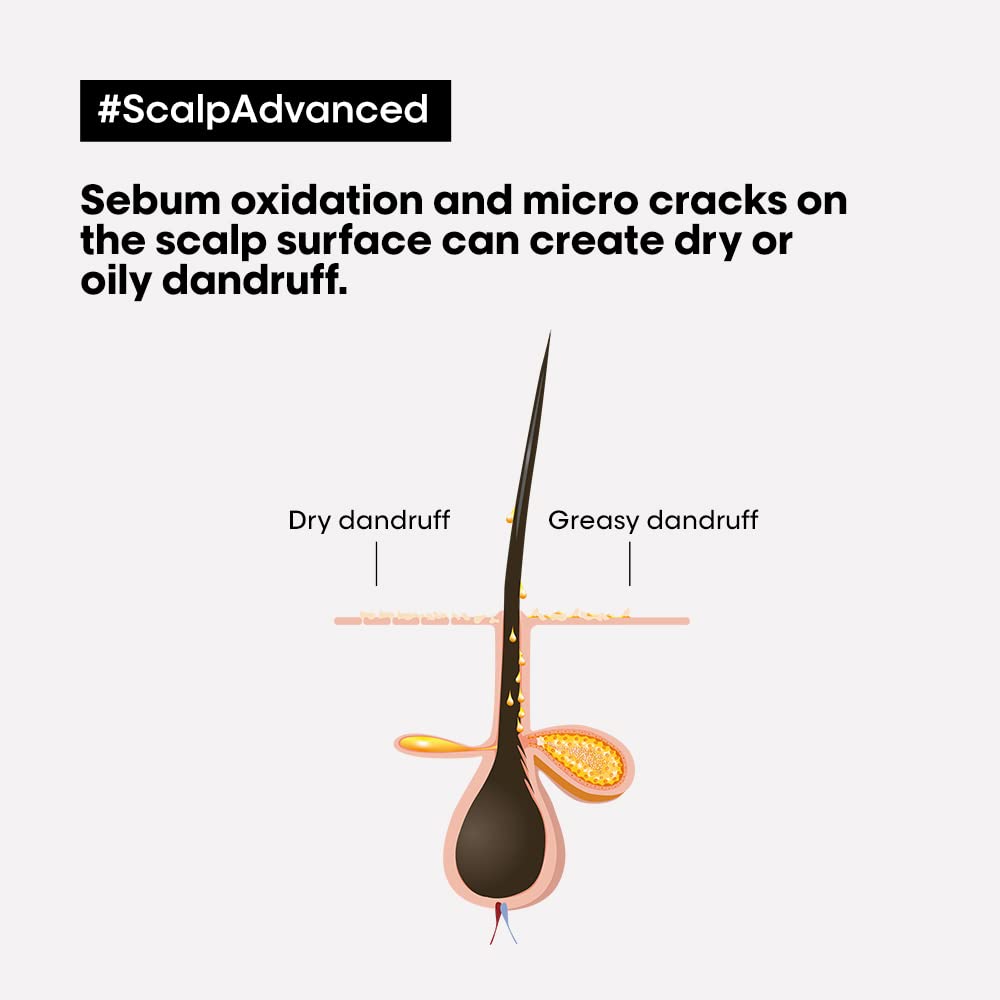 #ScalpAdvanced
Sebum oxidation and micro cracks on
the scalp surface can create dry or
oily dandruff.
Dry dandruff
Greasy dandruff